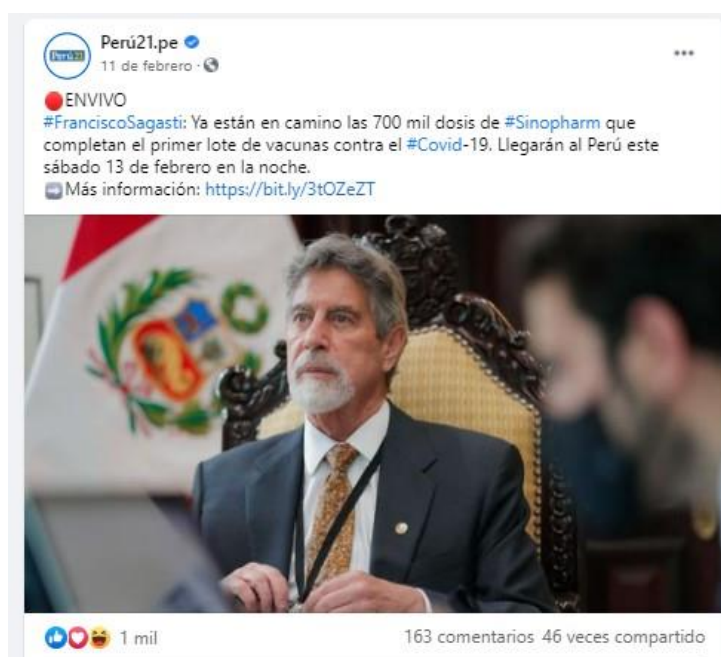 Perú21.pe
Perú21
11 de febrero ·
ENVIVO
#FranciscoSagasti: Ya están en camino las 700 mil dosis de #Sinopharm que
completan el primer lote de vacunas contra el #Covid-19. Llegarán al Perú este
sábado 13 de febrero en la noche.
Más información: https://bit.ly/3tOZeZT
1 mil
163 comentarios 46 veces compartido